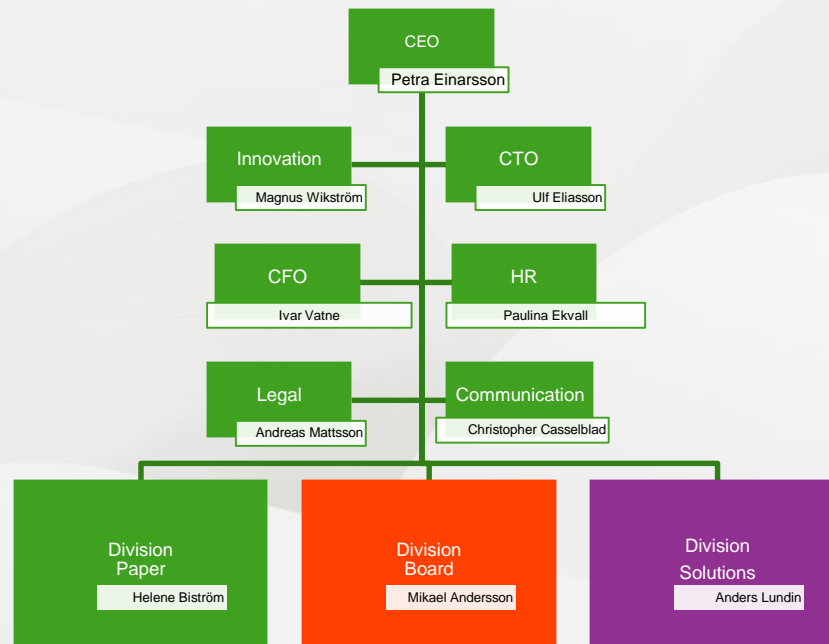 CEO
Petra Einarsson
Innovation
Magnus Wikström
CTO
Ulf Eliasson
CFO
Ivar Vatne
HR
Paulina Ekvall
Legal
Andreas Mattsson
Communication
Christopher Casselblad
Division
Paper
Helene Biström
Division
Board
Mikael Andersson
Division
Solutions
Anders Lundin